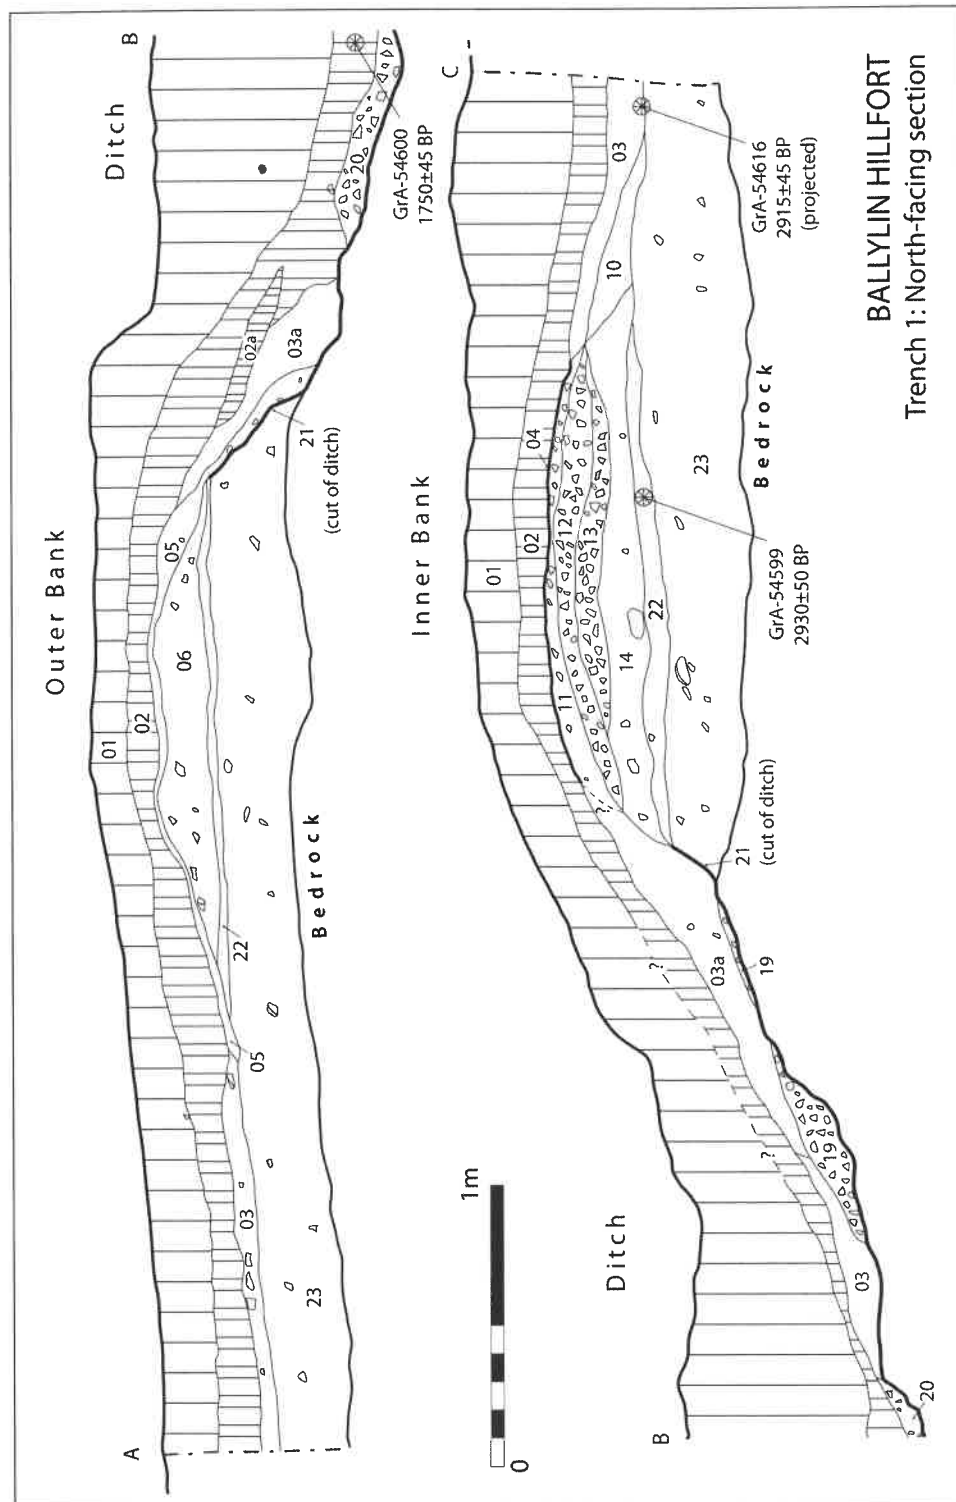 Outer Bank
Ditch
A
B
01
02
02a
03
03a
05
05
06
20
21
(cut of ditch)
22
23
Bedrock
GrA-54600
1750±45 BP
0
1m
Ditch
Inner Bank
B
C
01
02
03
03
03a
04
10
11
12
13
14
19
19
20
21
(cut of ditch)
22
23
?
?
?
Bedrock
GrA-54599
2930±50 BP
GrA-54616
2915±45 BP
(projected)
BALLYLIN HILLFORT
Trench 1: North-facing section